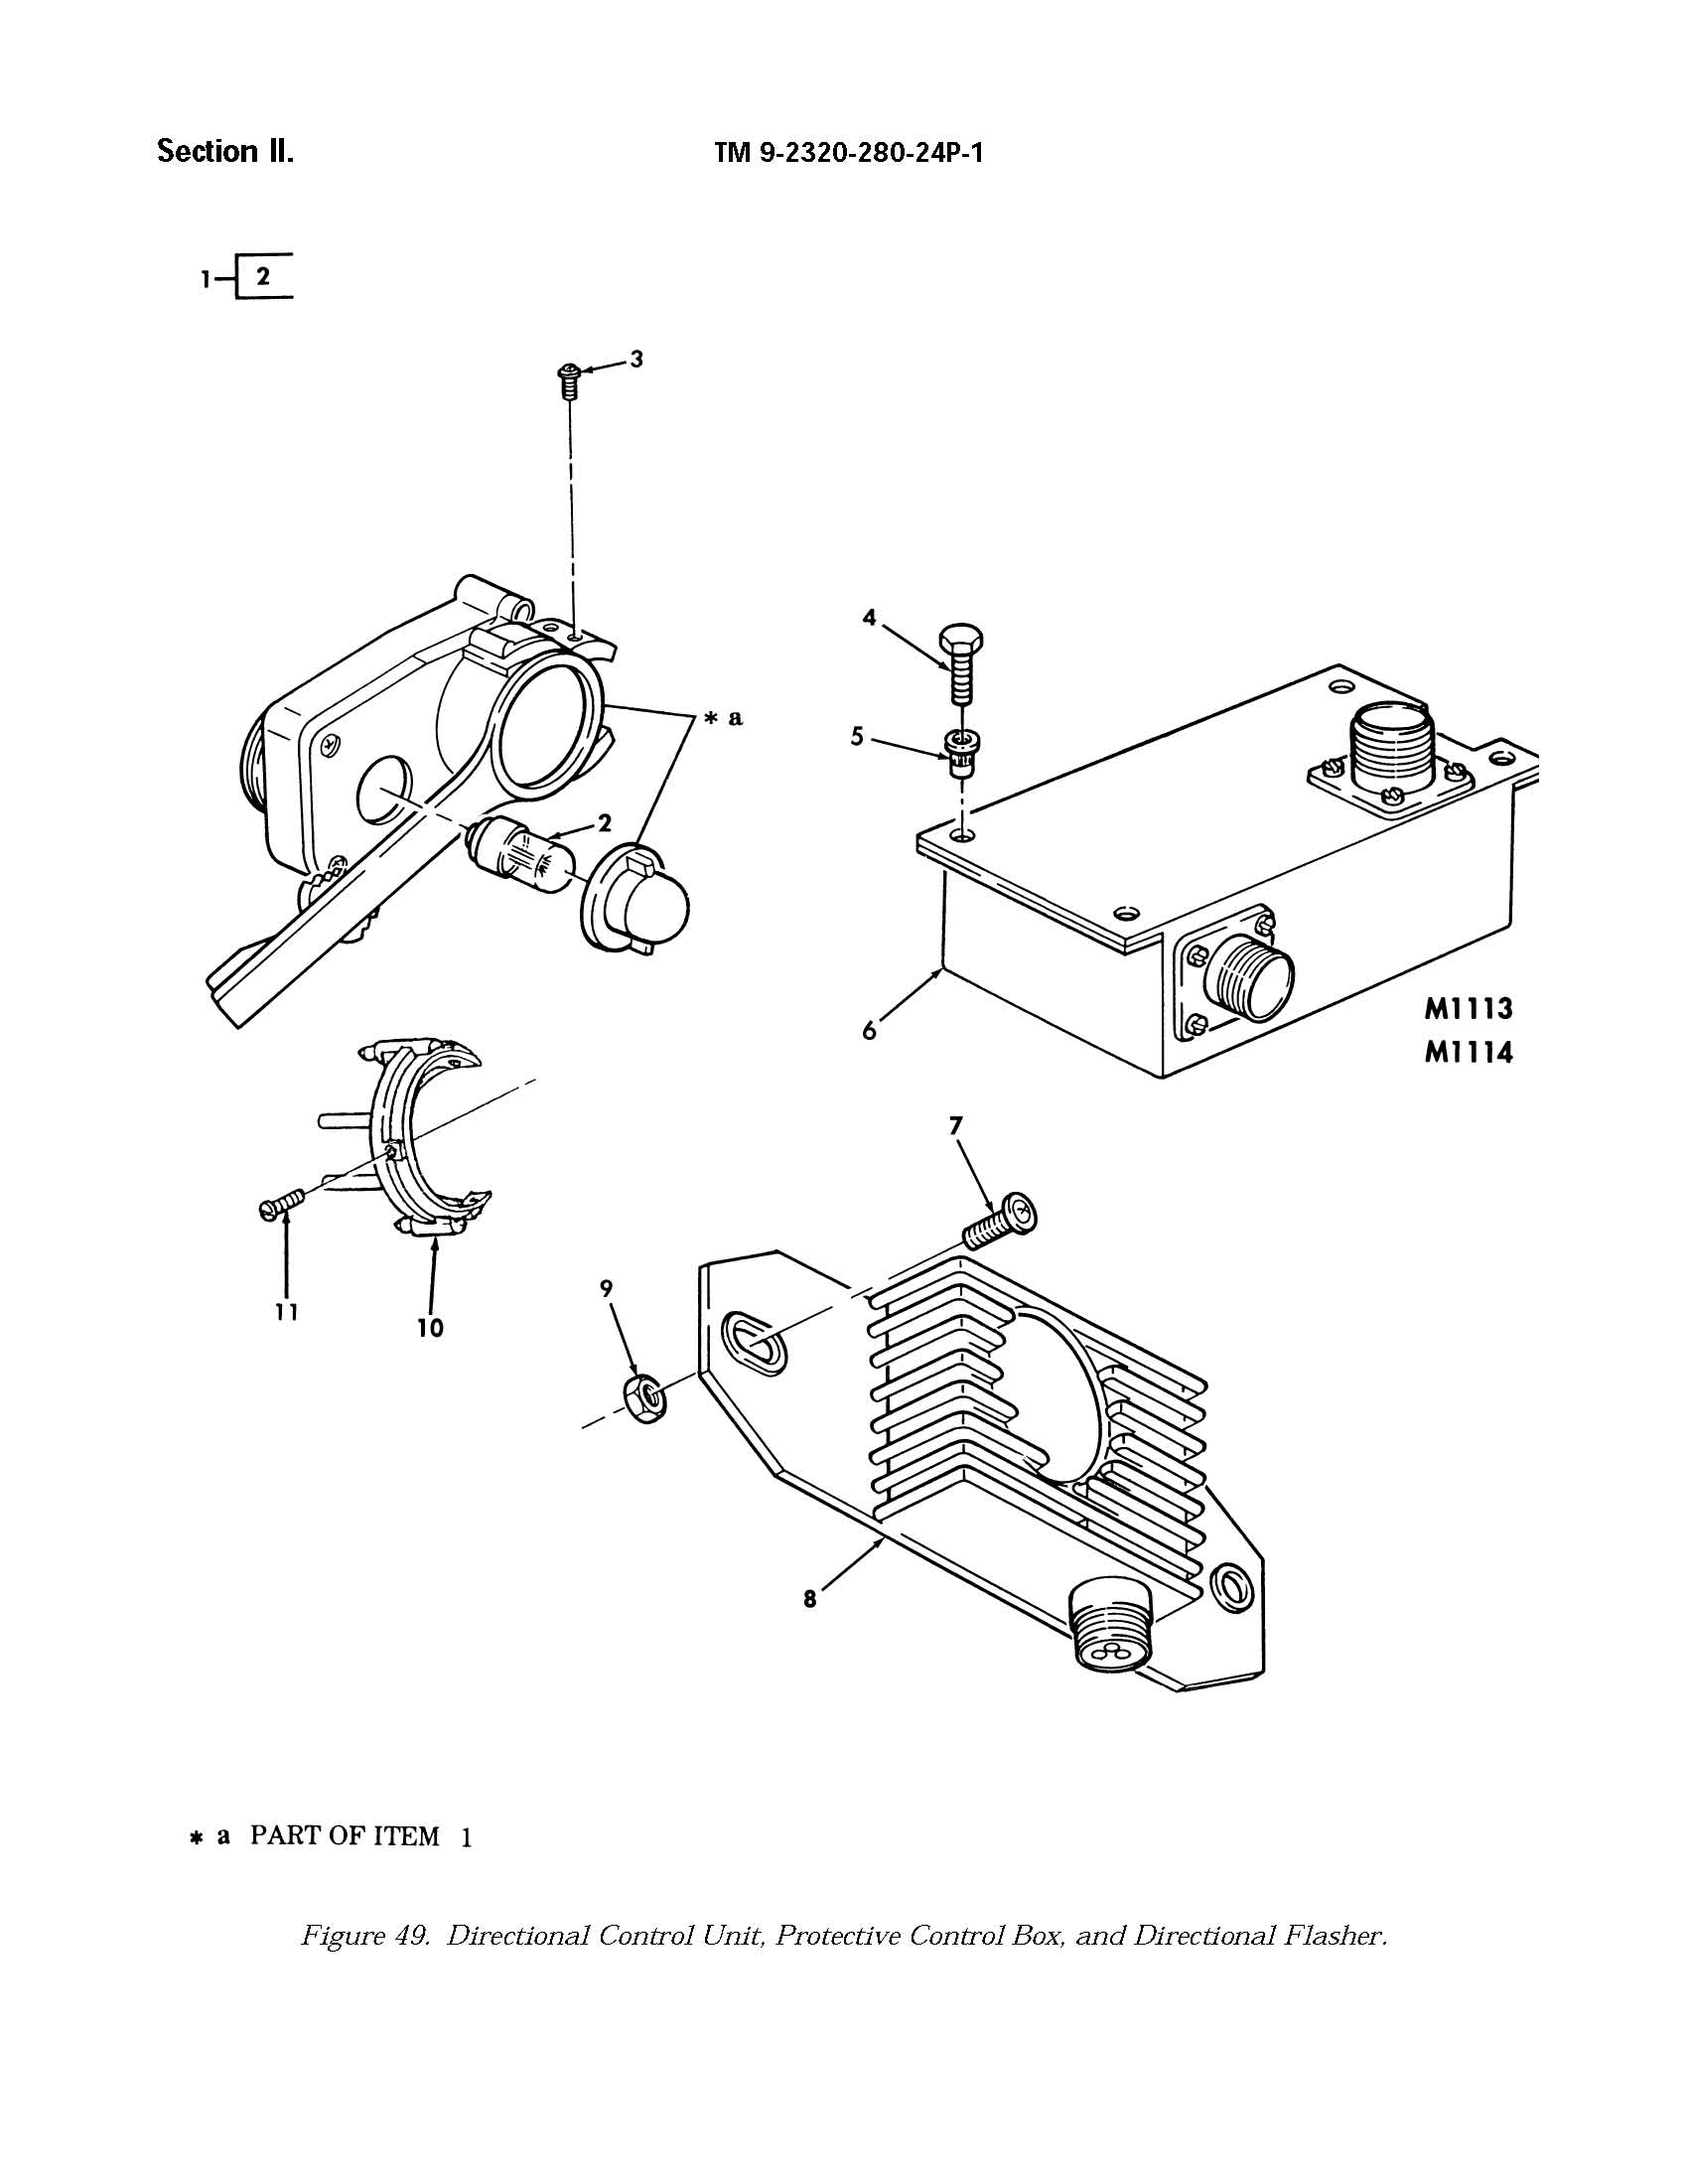 Section II.
TM 9-2320-280-24P-1
1
2
3
* a
2
4
5
6
M1113
M1114
11
10
7
9
8
* a PART OF ITEM 1
Figure 49. Directional Control Unit, Protective Control Box, and Directional Flasher.